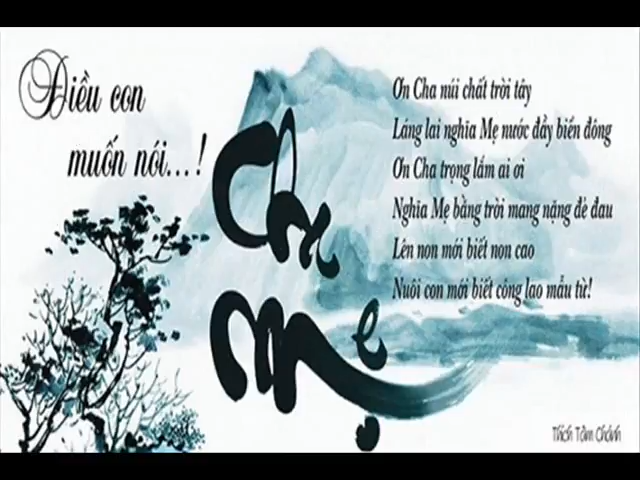 Điều con
muốn nói...!
Cha
Mẹ
Ơn Cha núi chất trời tây
Láng lai nghĩa Mẹ nước đầy biển đông
Ơn Cha trọng lắm ai ơi
Nghĩa Mẹ bằng trời mang nặng đẻ đau
Lên non mới biết non cao
Nuôi con mới biết công lao mẫu từ!
Thích Tâm Chánh